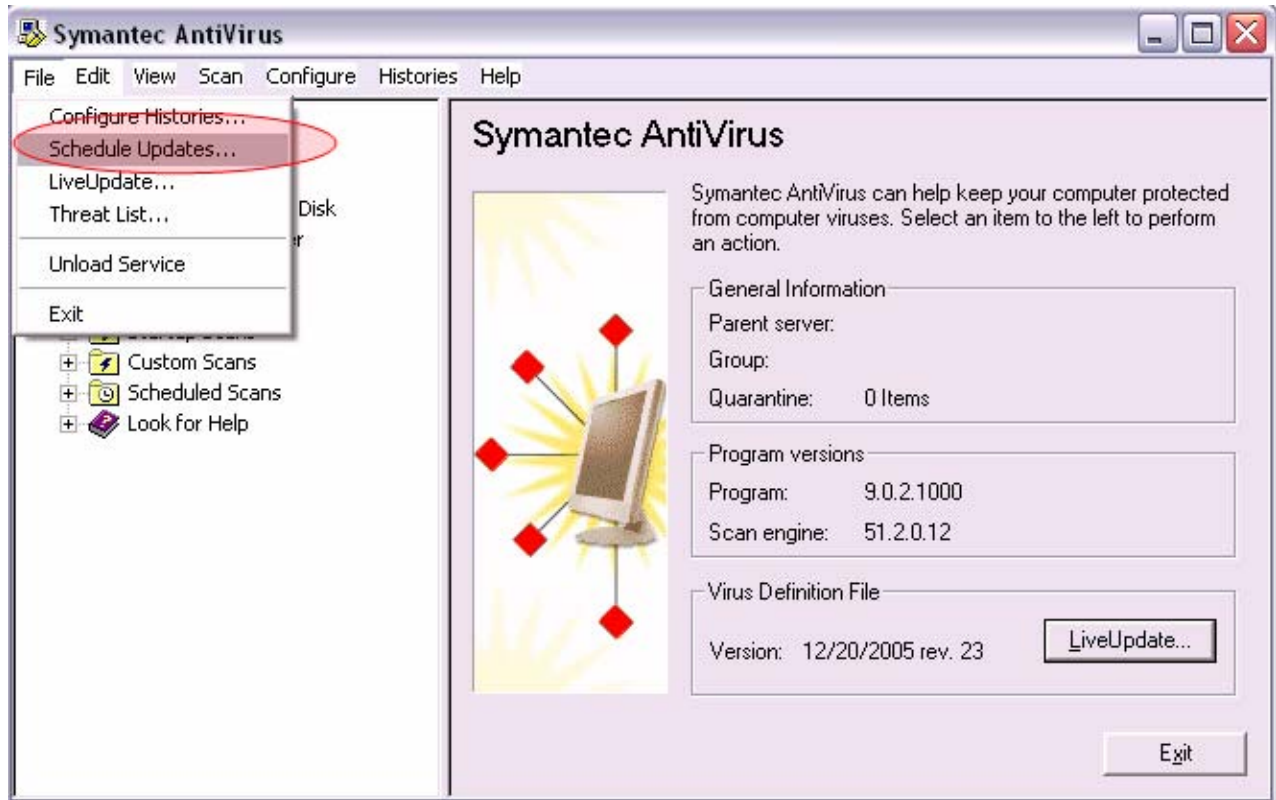 Symantec AntiVirus
File Edit View Scan Configure Histories Help
Configure Histories...
Schedule Updates...
LiveUpdate...
Threat List...
Unload Service
Exit
Disk
Custom Scans
Scheduled Scans
Look for Help
Symantec AntiVirus
Symantec AntiVirus can help keep your computer protected
from computer viruses. Select an item to the left to perform
an action.
General Information
Parent server:
Group:
Quarantine: 0 Items
Program versions
Program: 9.0.2.1000
Scan engine: 51.2.0.12
Virus Definition File
Version: 12/20/2005 rev. 23
LiveUpdate...
Exit